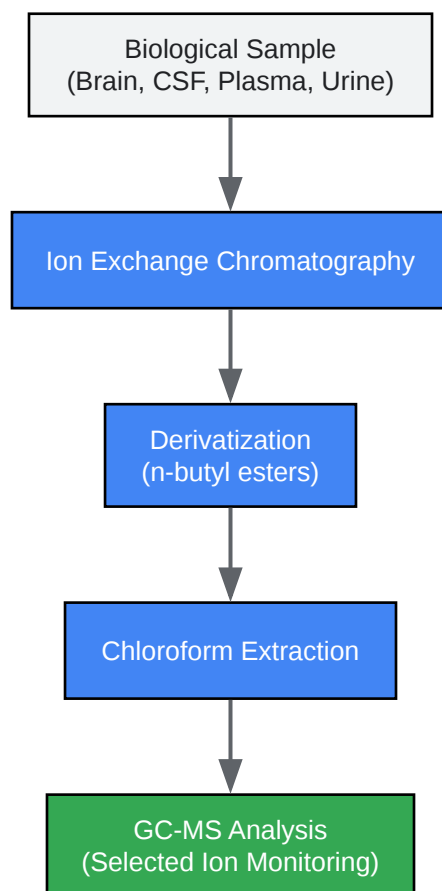 Biological Sample
(Brain, CSF, Plasma, Urine)
Ion Exchange Chromatography
Derivatization
(n-butyl esters)
Chloroform Extraction
GC-MS Analysis
(Selected Ion Monitoring)